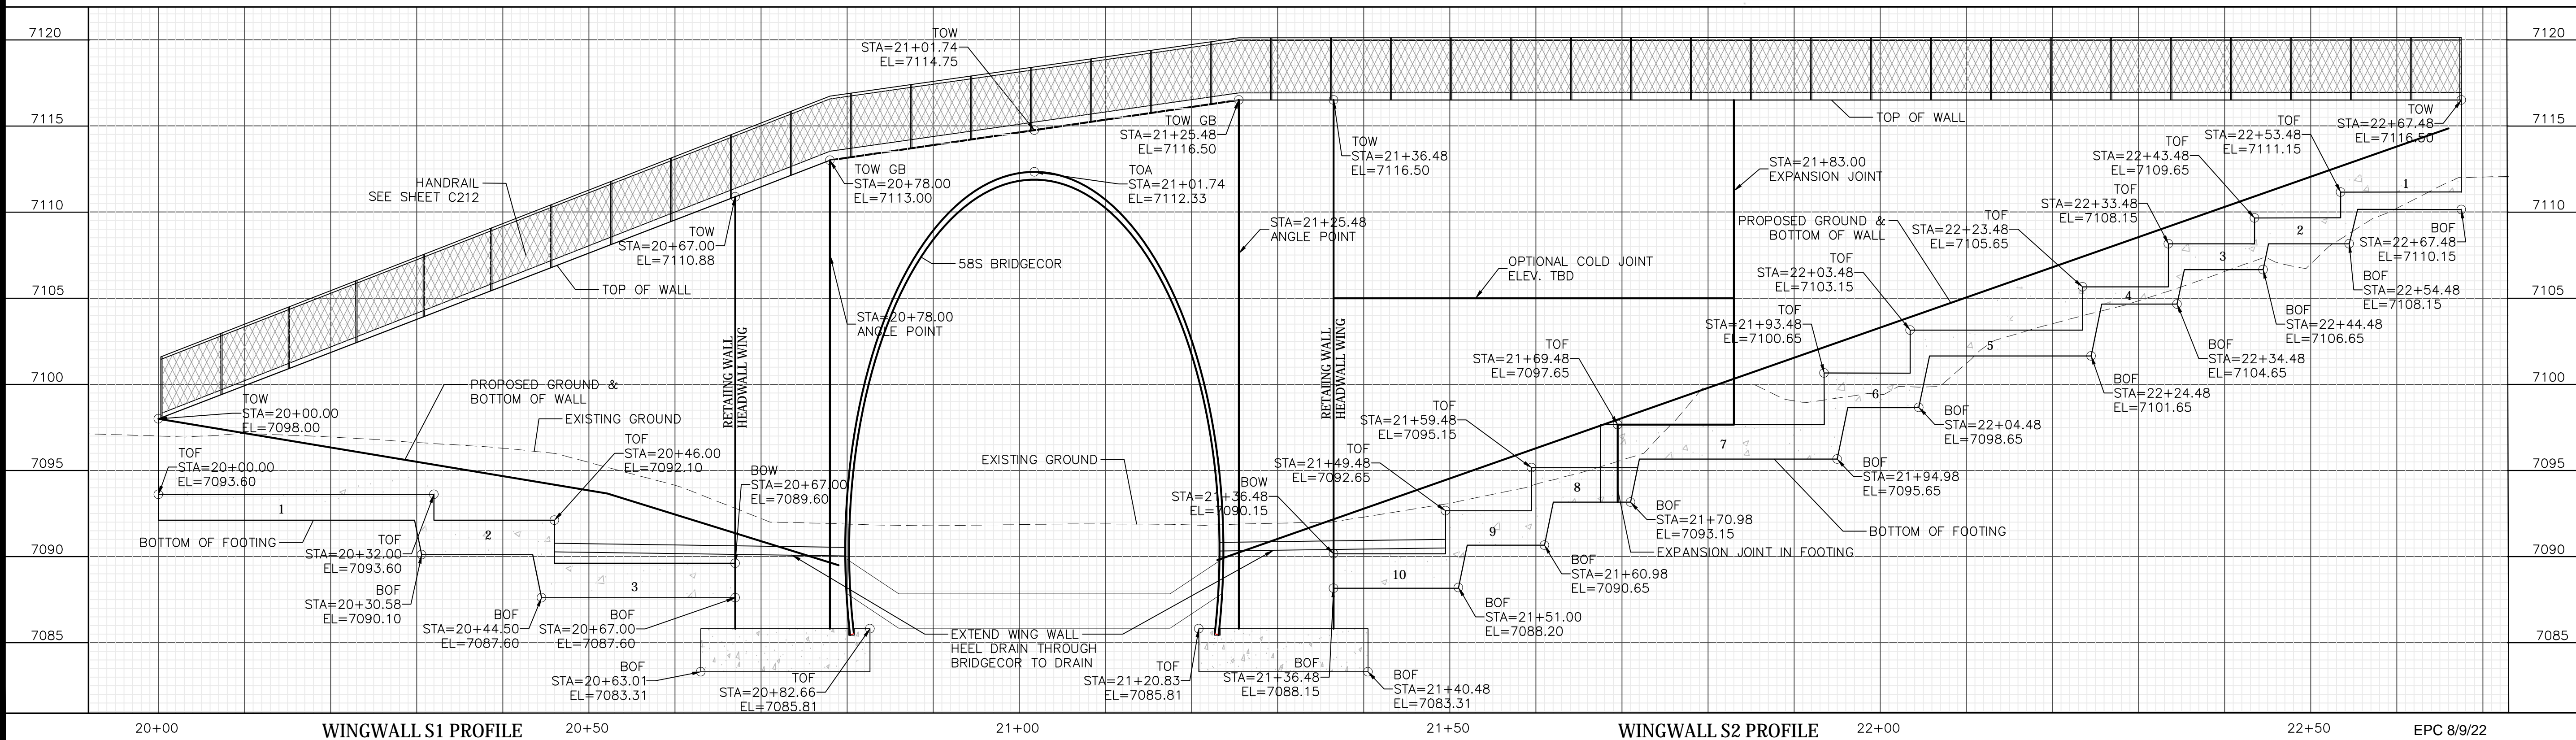 7120
7115
7110
7105
7100
7095
7090
7085
HANDRAIL
SEE SHEET C212
TOP OF WALL
TOW
STA=20+00.00
EL=7098.00
PROPOSED GROUND &
BOTTOM OF WALL
EXISTING GROUND
TOF
STA=20+00.00
EL=7093.60
TOF
STA=20+46.00
EL=7092.10
1
2
3
BOTTOM OF FOOTING
TOF
STA=20+32.00
EL=7093.60
BOF
STA=20+30.58
EL=7090.10
BOF
STA=20+44.50
EL=7087.60
BOF
STA=20+67.00
EL=7087.60
TOW
STA=20+67.00
EL=7110.88
RETAING WALL
HEADWALL WING
BOW
STA=20+67.00
EL=7089.60
BOF
STA=20+63.01
EL=7083.31
TOF
STA=20+82.66
EL=7085.81
TOW GB
STA=20+78.00
EL=7113.00
STA=20+78.00
ANGLE POINT
TOW
STA=21+01.74
EL=7114.75
TOA
STA=21+01.74
EL=7112.33
58S BRIDGECOR
EXISTING GROUND
EXTEND WING WALL
HEEL DRAIN THROUGH
BRIDGECOR TO DRAIN
TOW GB
STA=21+25.48
EL=7116.50
STA=21+25.48
ANGLE POINT
TOF
STA=21+20.83
EL=7085.81
BOF
STA=21+36.48
EL=7088.15
BOF
STA=21+40.48
EL=7083.31
TOW
STA=21+36.48
EL=7116.50
RETAIING WALL
HEADWALL WING
BOW
STA=21+36.48
EL=7090.15
OPTIONAL COLD JOINT
ELEV. TBD
STA=21+83.00
EXPANSION JOINT
TOP OF WALL
PROPOSED GROUND &
BOTTOM OF WALL
TOF
STA=21+49.48
EL=7092.65
TOF
STA=21+59.48
EL=7095.15
TOF
STA=21+69.48
EL=7097.65
TOF
STA=21+93.48
EL=7100.65
TOF
STA=22+03.48
EL=7103.15
TOF
STA=22+23.48
EL=7105.65
TOF
STA=22+33.48
EL=7108.15
TOF
STA=22+43.48
EL=7109.65
TOF
STA=22+53.48
EL=7111.15
TOW
STA=22+67.48
EL=7116.50
1
2
3
4
5
6
7
8
9
10
BOF
STA=22+67.48
EL=7110.15
BOF
STA=22+54.48
EL=7108.15
BOF
STA=22+44.48
EL=7106.65
BOF
STA=22+34.48
EL=7104.65
BOF
STA=22+24.48
EL=7101.65
BOF
STA=22+04.48
EL=7098.65
BOF
STA=21+94.98
EL=7095.65
BOTTOM OF FOOTING
BOF
STA=21+70.98
EL=7093.15
EXPANSION JOINT IN FOOTING
BOF
STA=21+60.98
EL=7090.65
BOF
STA=21+51.00
EL=7088.20
7120
7115
7110
7105
7100
7095
7090
7085
20+00
WINGWALL S1 PROFILE
20+50
21+00
21+50
WINGWALL S2 PROFILE
22+00
22+50
EPC 8/9/22